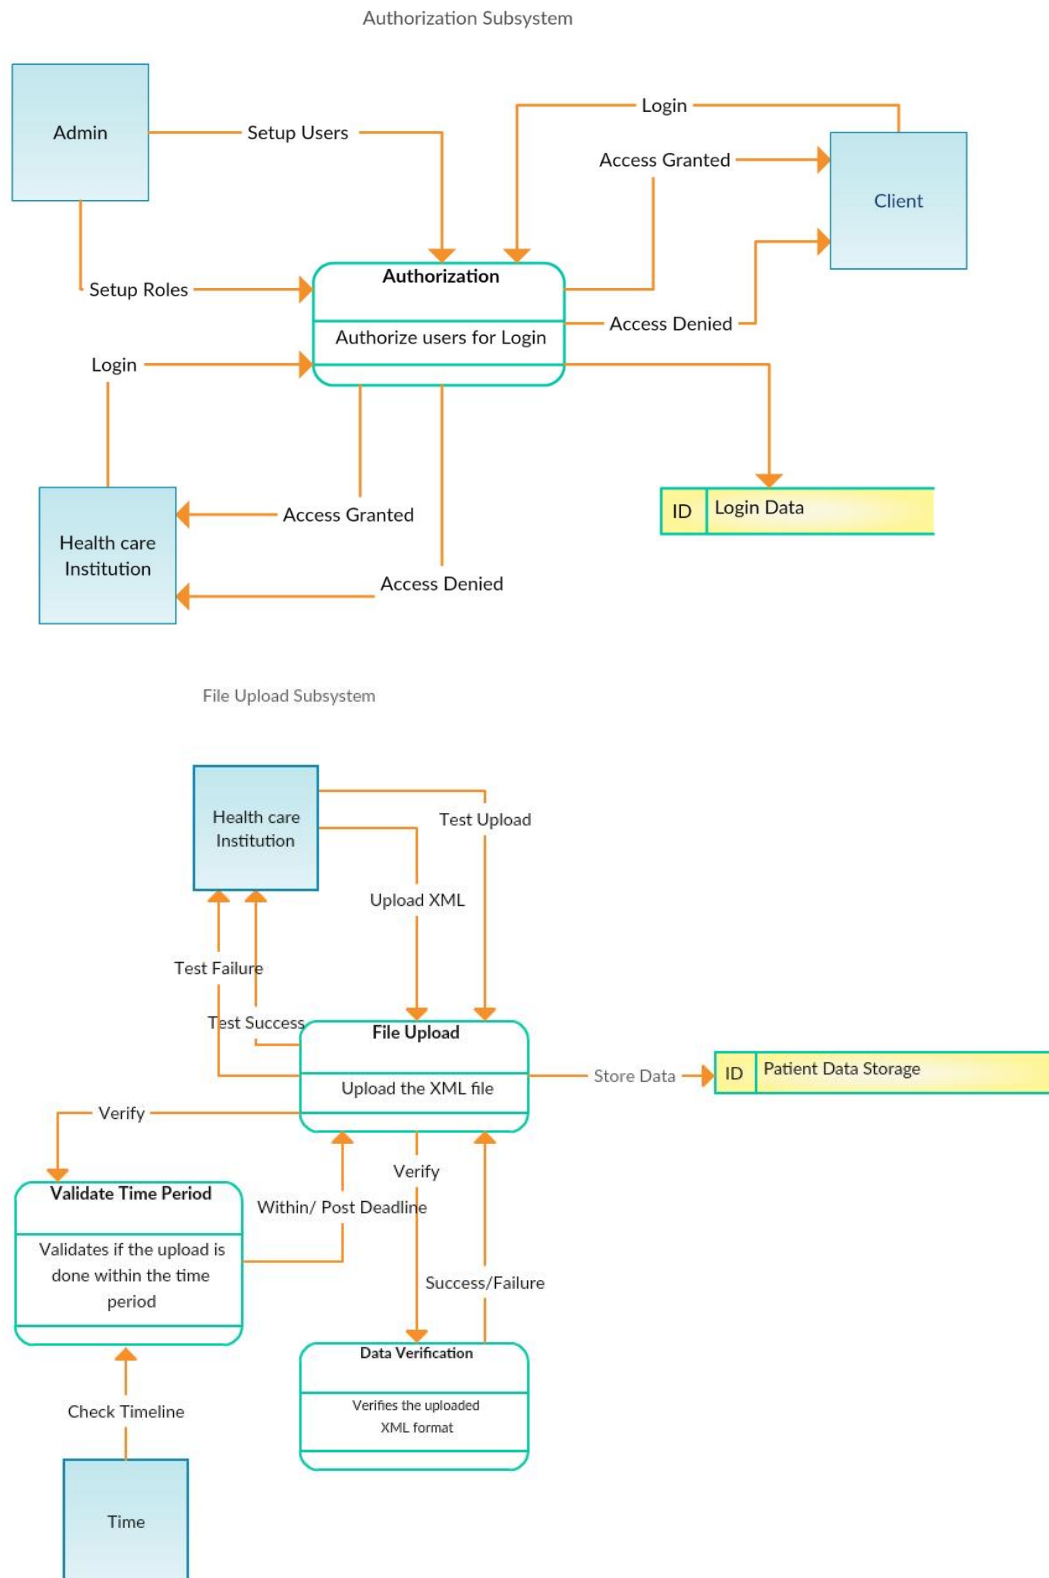 Authorization Subsystem
Admin
Setup Users
Login
Access Granted
Client
Setup Roles
Authorization
Authorize users for Login
Access Denied
Login
Health care
Institution
Access Granted
Access Denied
ID
Login Data
File Upload Subsystem
Health care
Institution
Test Upload
Upload XML
Test Failure
Test Success
File Upload
Upload the XML file
Store Data
ID
Patient Data Storage
Verify
Verify
Validate Time Period
Validates if the upload is
done within the time
period
Within/ Post Deadline
Success/Failure
Data Verification
Verifies the uploaded
XML format
Check Timeline
Time